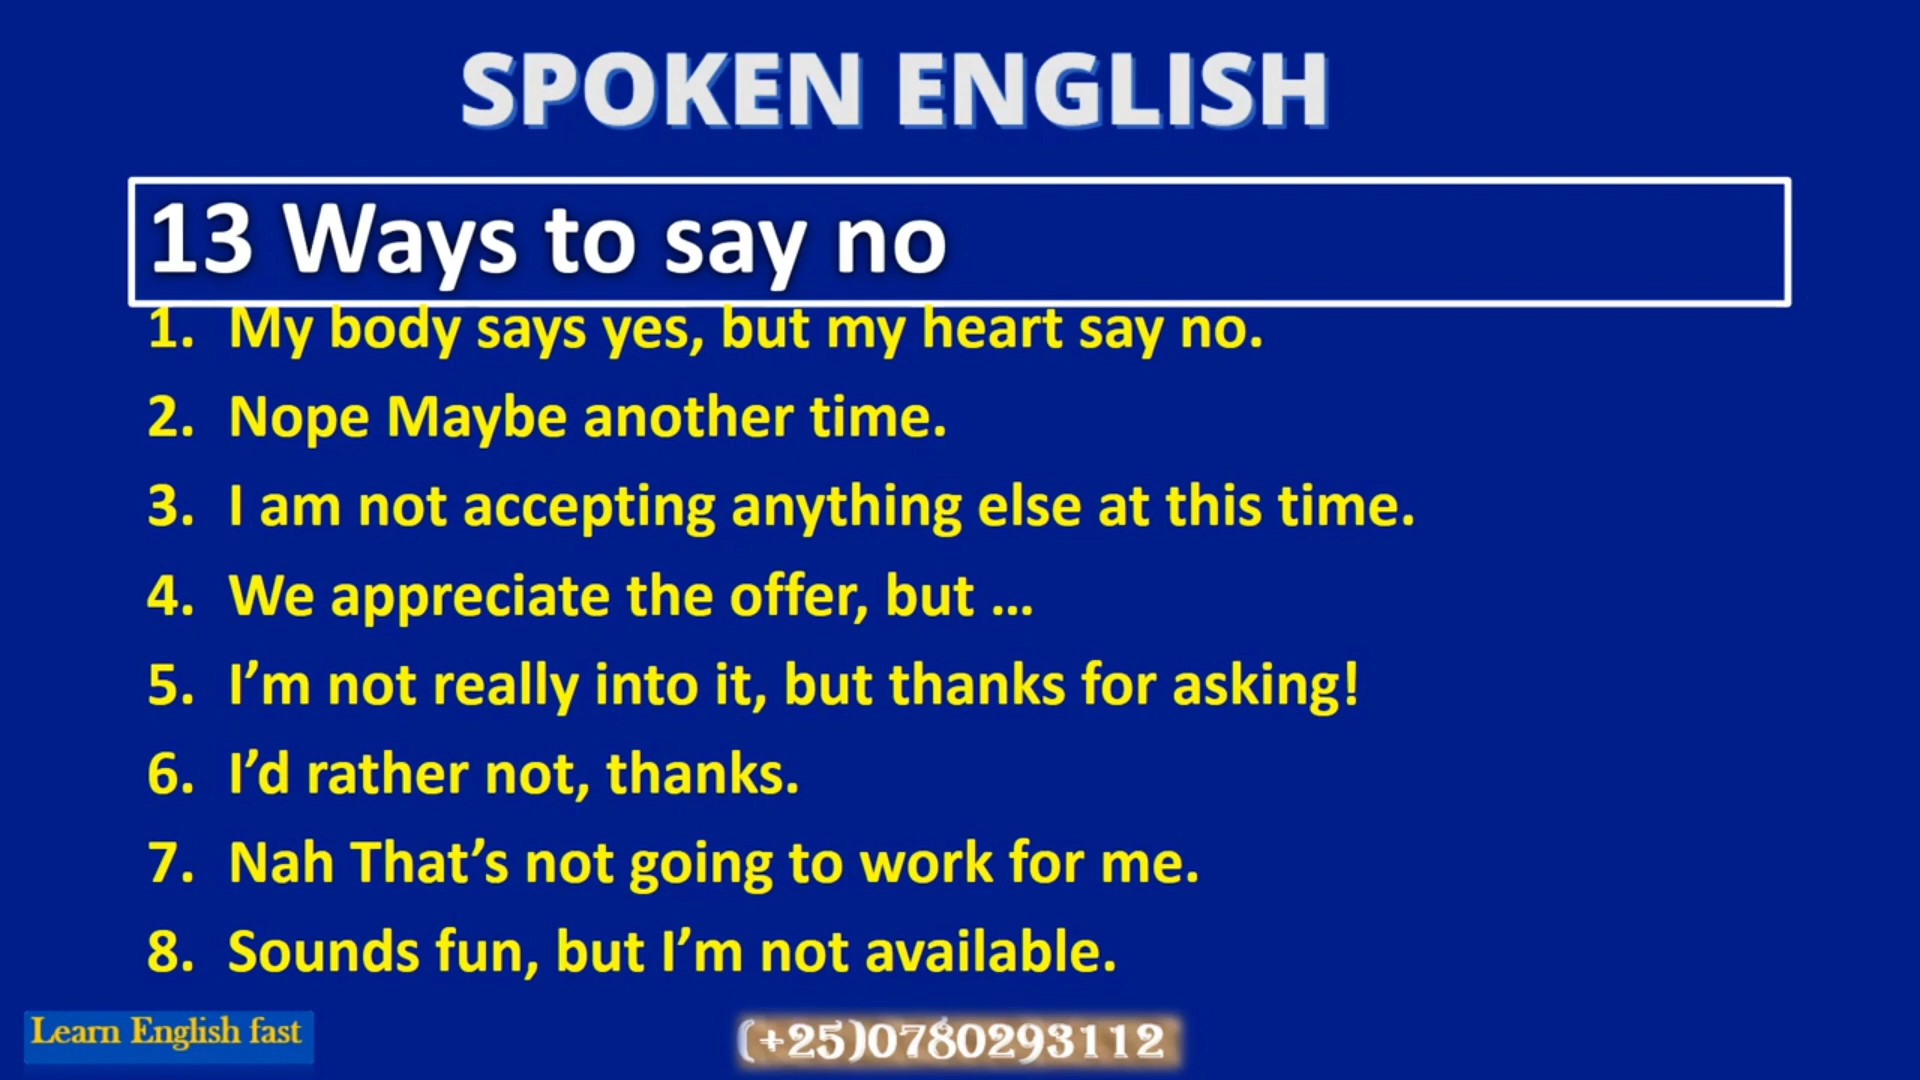 SPOKEN ENGLISH
13 Ways to say no
1. My body says yes, but my heart say no.
2. Nope Maybe another time.
3. I am not accepting anything else at this time.
4. We appreciate the offer, but ...
5. I’m not really into it, but thanks for asking!
6. I’d rather not, thanks.
7. Nah That’s not going to work for me.
8. Sounds fun, but I’m not available.
Learn English fast
(+25)0780293112